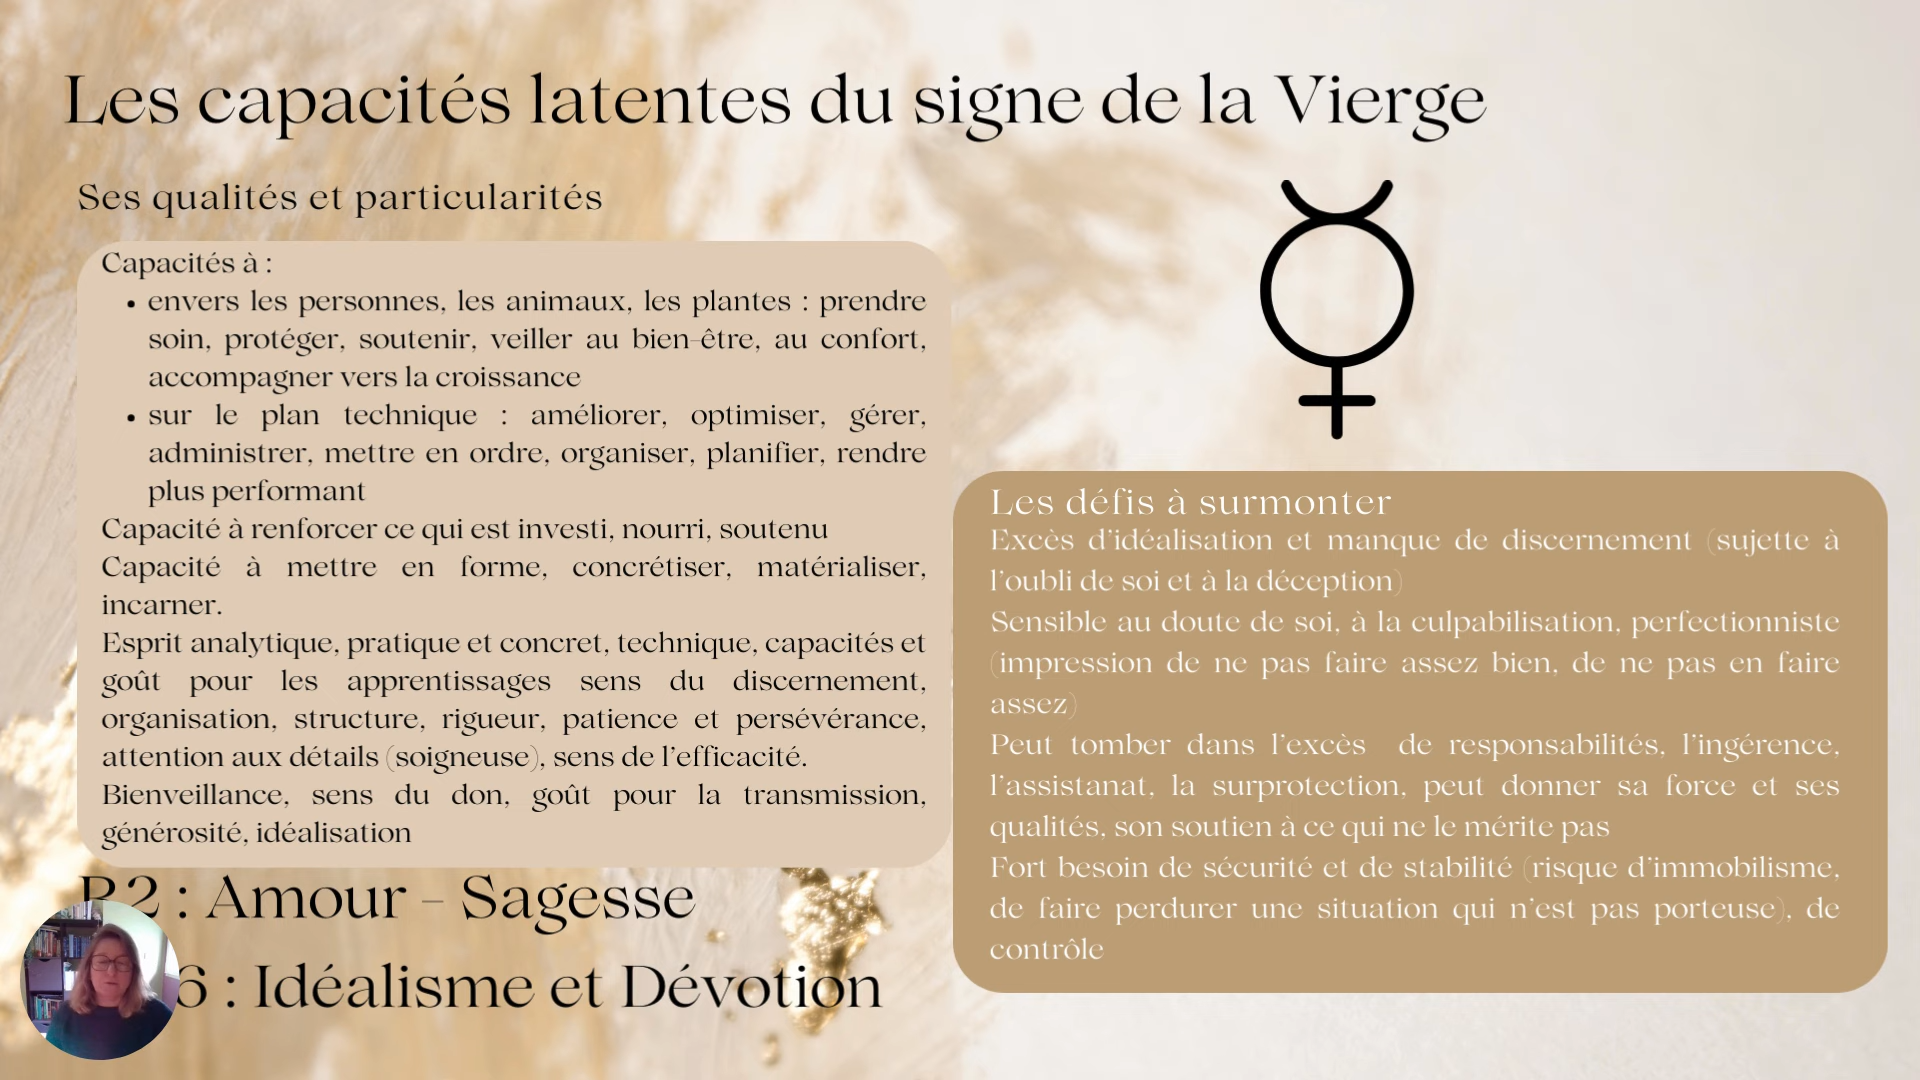 Les capacités latentes du signe de la Vierge
Ses qualités et particularités
Capacités à :
• envers les personnes, les animaux, les plantes : prendre
soin, protéger, soutenir, veiller au bien-être, au confort,
accompagner vers la croissance
• sur le plan technique : améliorer, optimiser, gérer,
administrer, mettre en ordre, organiser, planifier, rendre
plus performant
Capacité à renforcer ce qui est investi, nourri, soutenu
Capacité à mettre en forme, concrétiser, matérialiser,
incarner.
Esprit analytique, pratique et concret, technique, capacités et
goût pour les apprentissages sens du discernement,
organisation, structure, rigueur, patience et persévérance,
attention aux détails (soigneuse), sens de l'efficacité.
Bienveillance, sens du don, goût pour la transmission,
générosité, idéalisation
R2 : Amour - Sagesse
6 : Idéalisme et Dévotion
Les défis à surmonter
Excès d'idéalisation et manque de discernement (sujette à
l'oubli de soi et à la déception)
Sensible au doute de soi, à la culpabilisation, perfectionniste
(impression de ne pas faire assez bien, de ne pas en faire
assez)
Peut tomber dans l'excès de responsabilités, l'ingérence,
l'assistanat, la surprotection, peut donner sa force et ses
qualités, son soutien à ce qui ne le mérite pas
Fort besoin de sécurité et de stabilité (risque d'immobilisme,
de faire perdurer une situation qui n'est pas porteuse), de
contrôle